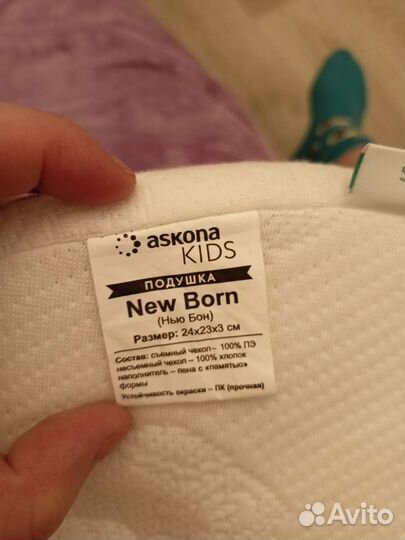 askona
KIDS
ПОДУШКА
New Born
(Нью Бон)
Размер: 24x23x3 см
Состав: съемный чехол– 100% ПЭ
несъемный чехол – 100% хлопок
наполнитель – пена с «памятью»
формы
Устойчивость окраски – ПК (прочная)
Avito